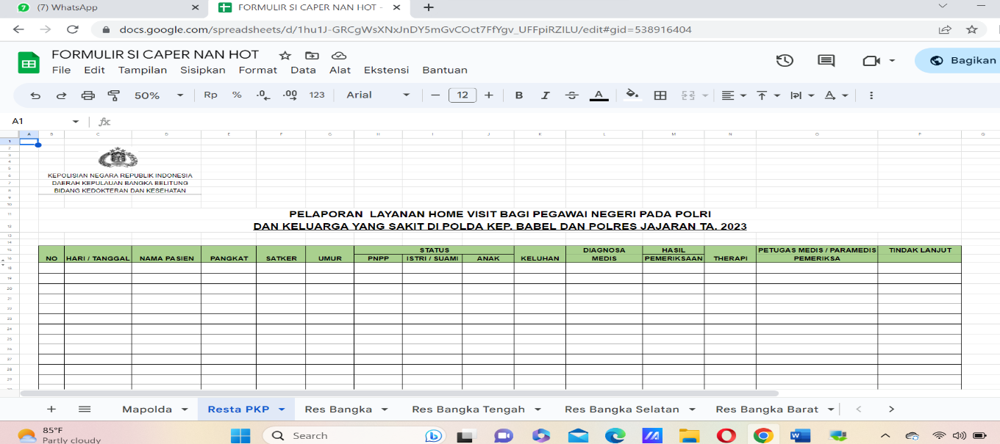 7 (7) WhatsApp
FORMULIR SI CAPER NAN HOT -
docs.google.com/spreadsheets/d/1hu1J-GRCgWsXNxJnDY5mGvCOct7FfYgv_UFFpiRZILU/edit#gid=538916404
FORMULIR SI CAPER NAN HOT
File Edit Tampilan Sisipkan Format Data Alat Ekstensi Bantuan
Bagikan
50% Rp % .0 .00 123 Arial 12 B I S A
A1 fx
A B C D E F G H I J K L M N O P Q
KEPOLISIAN NEGARA REPUBLIK INDONESIA
DAERAH KEPULAUAN BANGKA BELITUNG
BIDANG KEDOKTERAN DAN KESEHATAN
PELAPORAN LAYANAN HOME VISIT BAGI PEGAWAI NEGERI PADA POLRI
DAN KELUARGA YANG SAKIT DI POLDA KEP. BABEL DAN POLRES JAJARAN TA. 2023
STATUS DIAGNOSA HASIL PETUGAS MEDIS / PARAMEDIS TINDAK LANJUT
NO HARI / TANGGAL NAMA PASIEN PANGKAT SATKER UMUR PNPP ISTRI / SUAMI ANAK KELUHAN MEDIS PEMERIKSAAN THERAPI PEMERIKSA
Mapolda Resta PKP Res Bangka Res Bangka Tengah Res Bangka Selatan Res Bangka Barat
85°F
Partly cloudy
Search